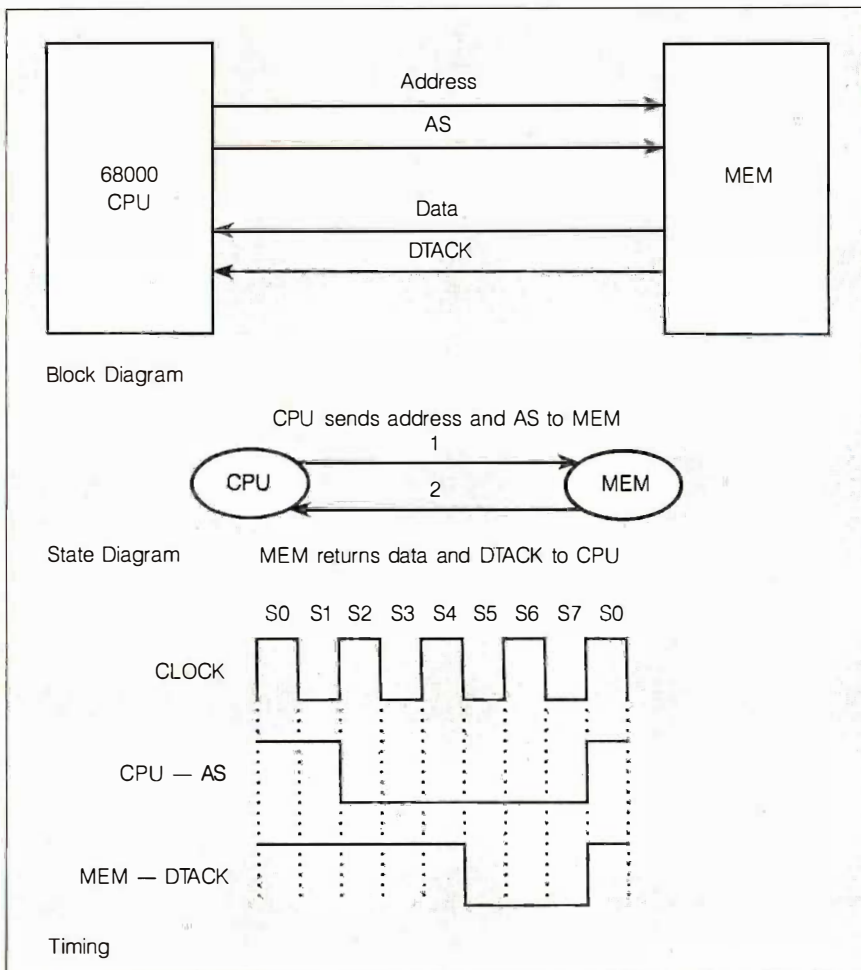 Address
AS
68000
CPU
MEM
Data
DTACK
Block Diagram
CPU sends address and AS to MEM
1
CPU
2
MEM
State Diagram
MEM returns data and DTACK to CPU
S0 S1 S2 S3 S4 S5 S6 S7 S0
CLOCK
CPU — AS
MEM — DTACK
Timing